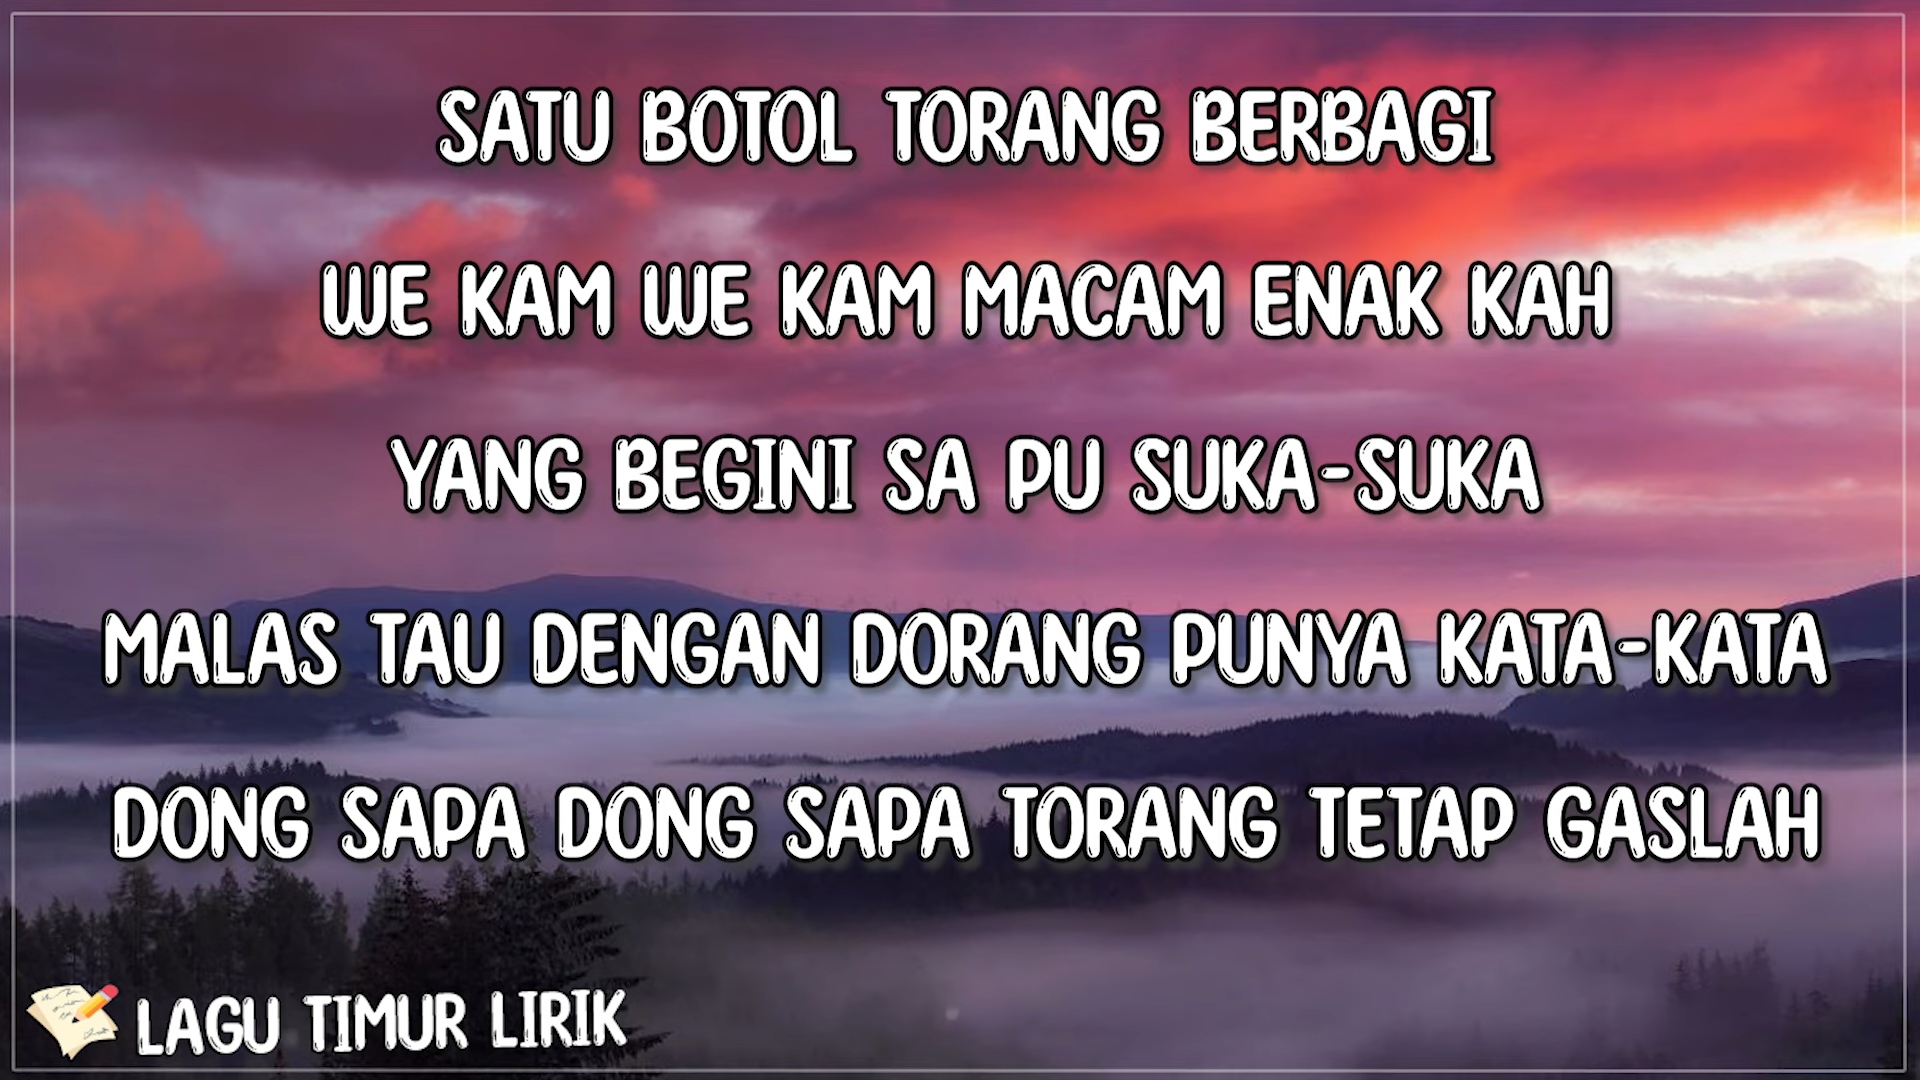 SATU BOTOL TORANG BERBAGI
WE KAM WE KAM MACAM ENAK KAH
YANG BEGINI SA PU SUKA-SUKA
MALAS TAU DENGAN DORANG PUNYA KATA-KATA
DONG SAPA DONG SAPA TORANG TETAP GASLAH
LAGU TIMUR LIRIK